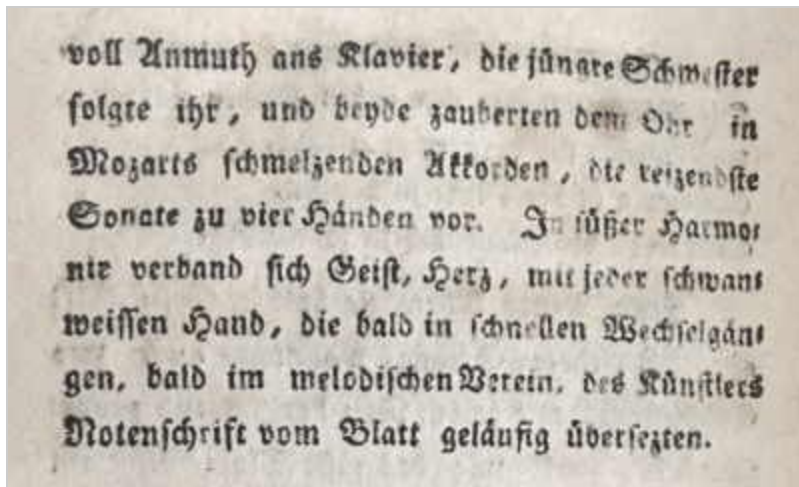 voll Anmuth ans Klavier, die jüngre Schwester
folgte ihr, und beyde zauberten dem Ohr in
Mozarts schmelzenden Akkorden, die reizendste
Sonate zu vier Händen vor. In süßer Harmo⸗
nie verband sich Geist, Herz, mit jeder schwan⸗
weissen Hand, die bald in schnellen Wechselgän⸗
gen, bald im melodischen Verein, des Künstlers
Notenschrift vom Blatt geläufig übersezten.